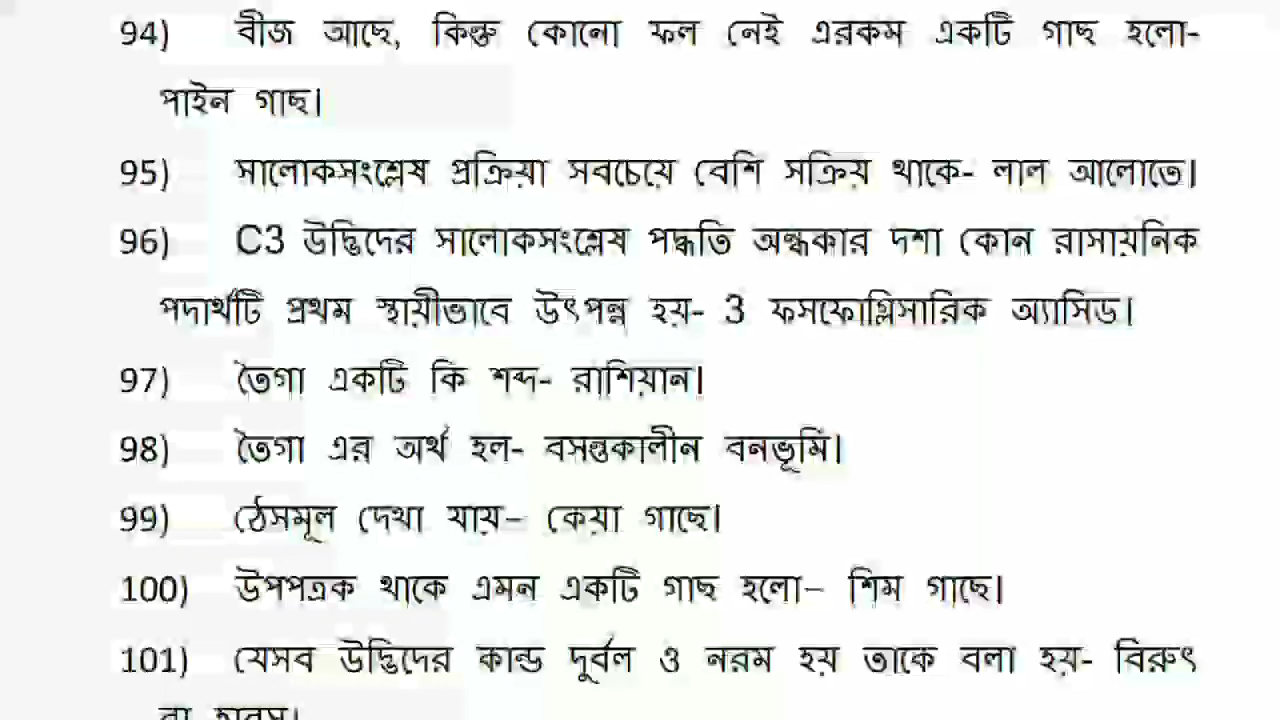 94) বীজ আছে, কিন্তু কোনো ফল নেই এরকম একটি গাছ হলো-
পাইন গাছ।
95) সালোকসংশ্লেষ প্রক্রিয়া সবচেয়ে বেশি সক্রিয় থাকে- লাল আলোতে।
96) C3 উদ্ভিদের সালোকসংশ্লেষ পদ্ধতি অন্ধকার দশা কোন রাসায়নিক
পদার্থটি প্রথম স্থায়ীভাবে উৎপন্ন হয়- 3 ফসফোগ্লিসারিক অ্যাসিড।
97) তৈগা একটি কি শব্দ- রাশিয়ান।
98) তৈগা এর অর্থ হল- বসন্তকালীন বনভূমি।
99) ঠেসমূল দেখা যায়– কেয়া গাছে।
100) উপপত্রক থাকে এমন একটি গাছ হলো– শিম গাছে।
101) যেসব উদ্ভিদের কান্ড দুর্বল ও নরম হয় তাকে বলা হয়- বিরুৎ
বা হার্বস।